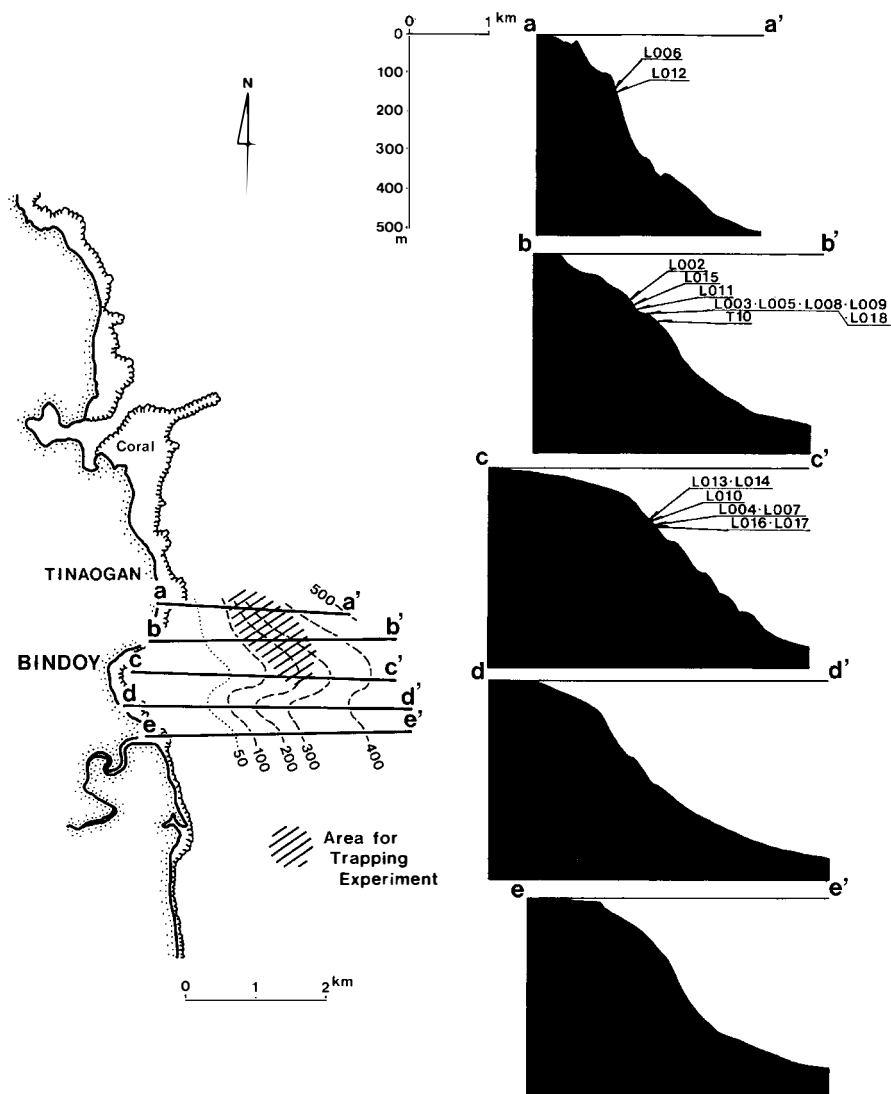 N
Coral
TINAOGAN
BINDOY
a
a'
b
b'
c
c'
d
d'
e
e'
500
50
100
200
300
400
Area for
Trapping
Experiment
0 1 2 km
0 1 km
0
100
200
300
400
500
m
a a'
L006
L012
b b'
L002
L015
L011
L003·L005·L008·L009
·L018
T10
c c'
L013·L014
L010
L004·L007
L016·L017
d d'
e e'